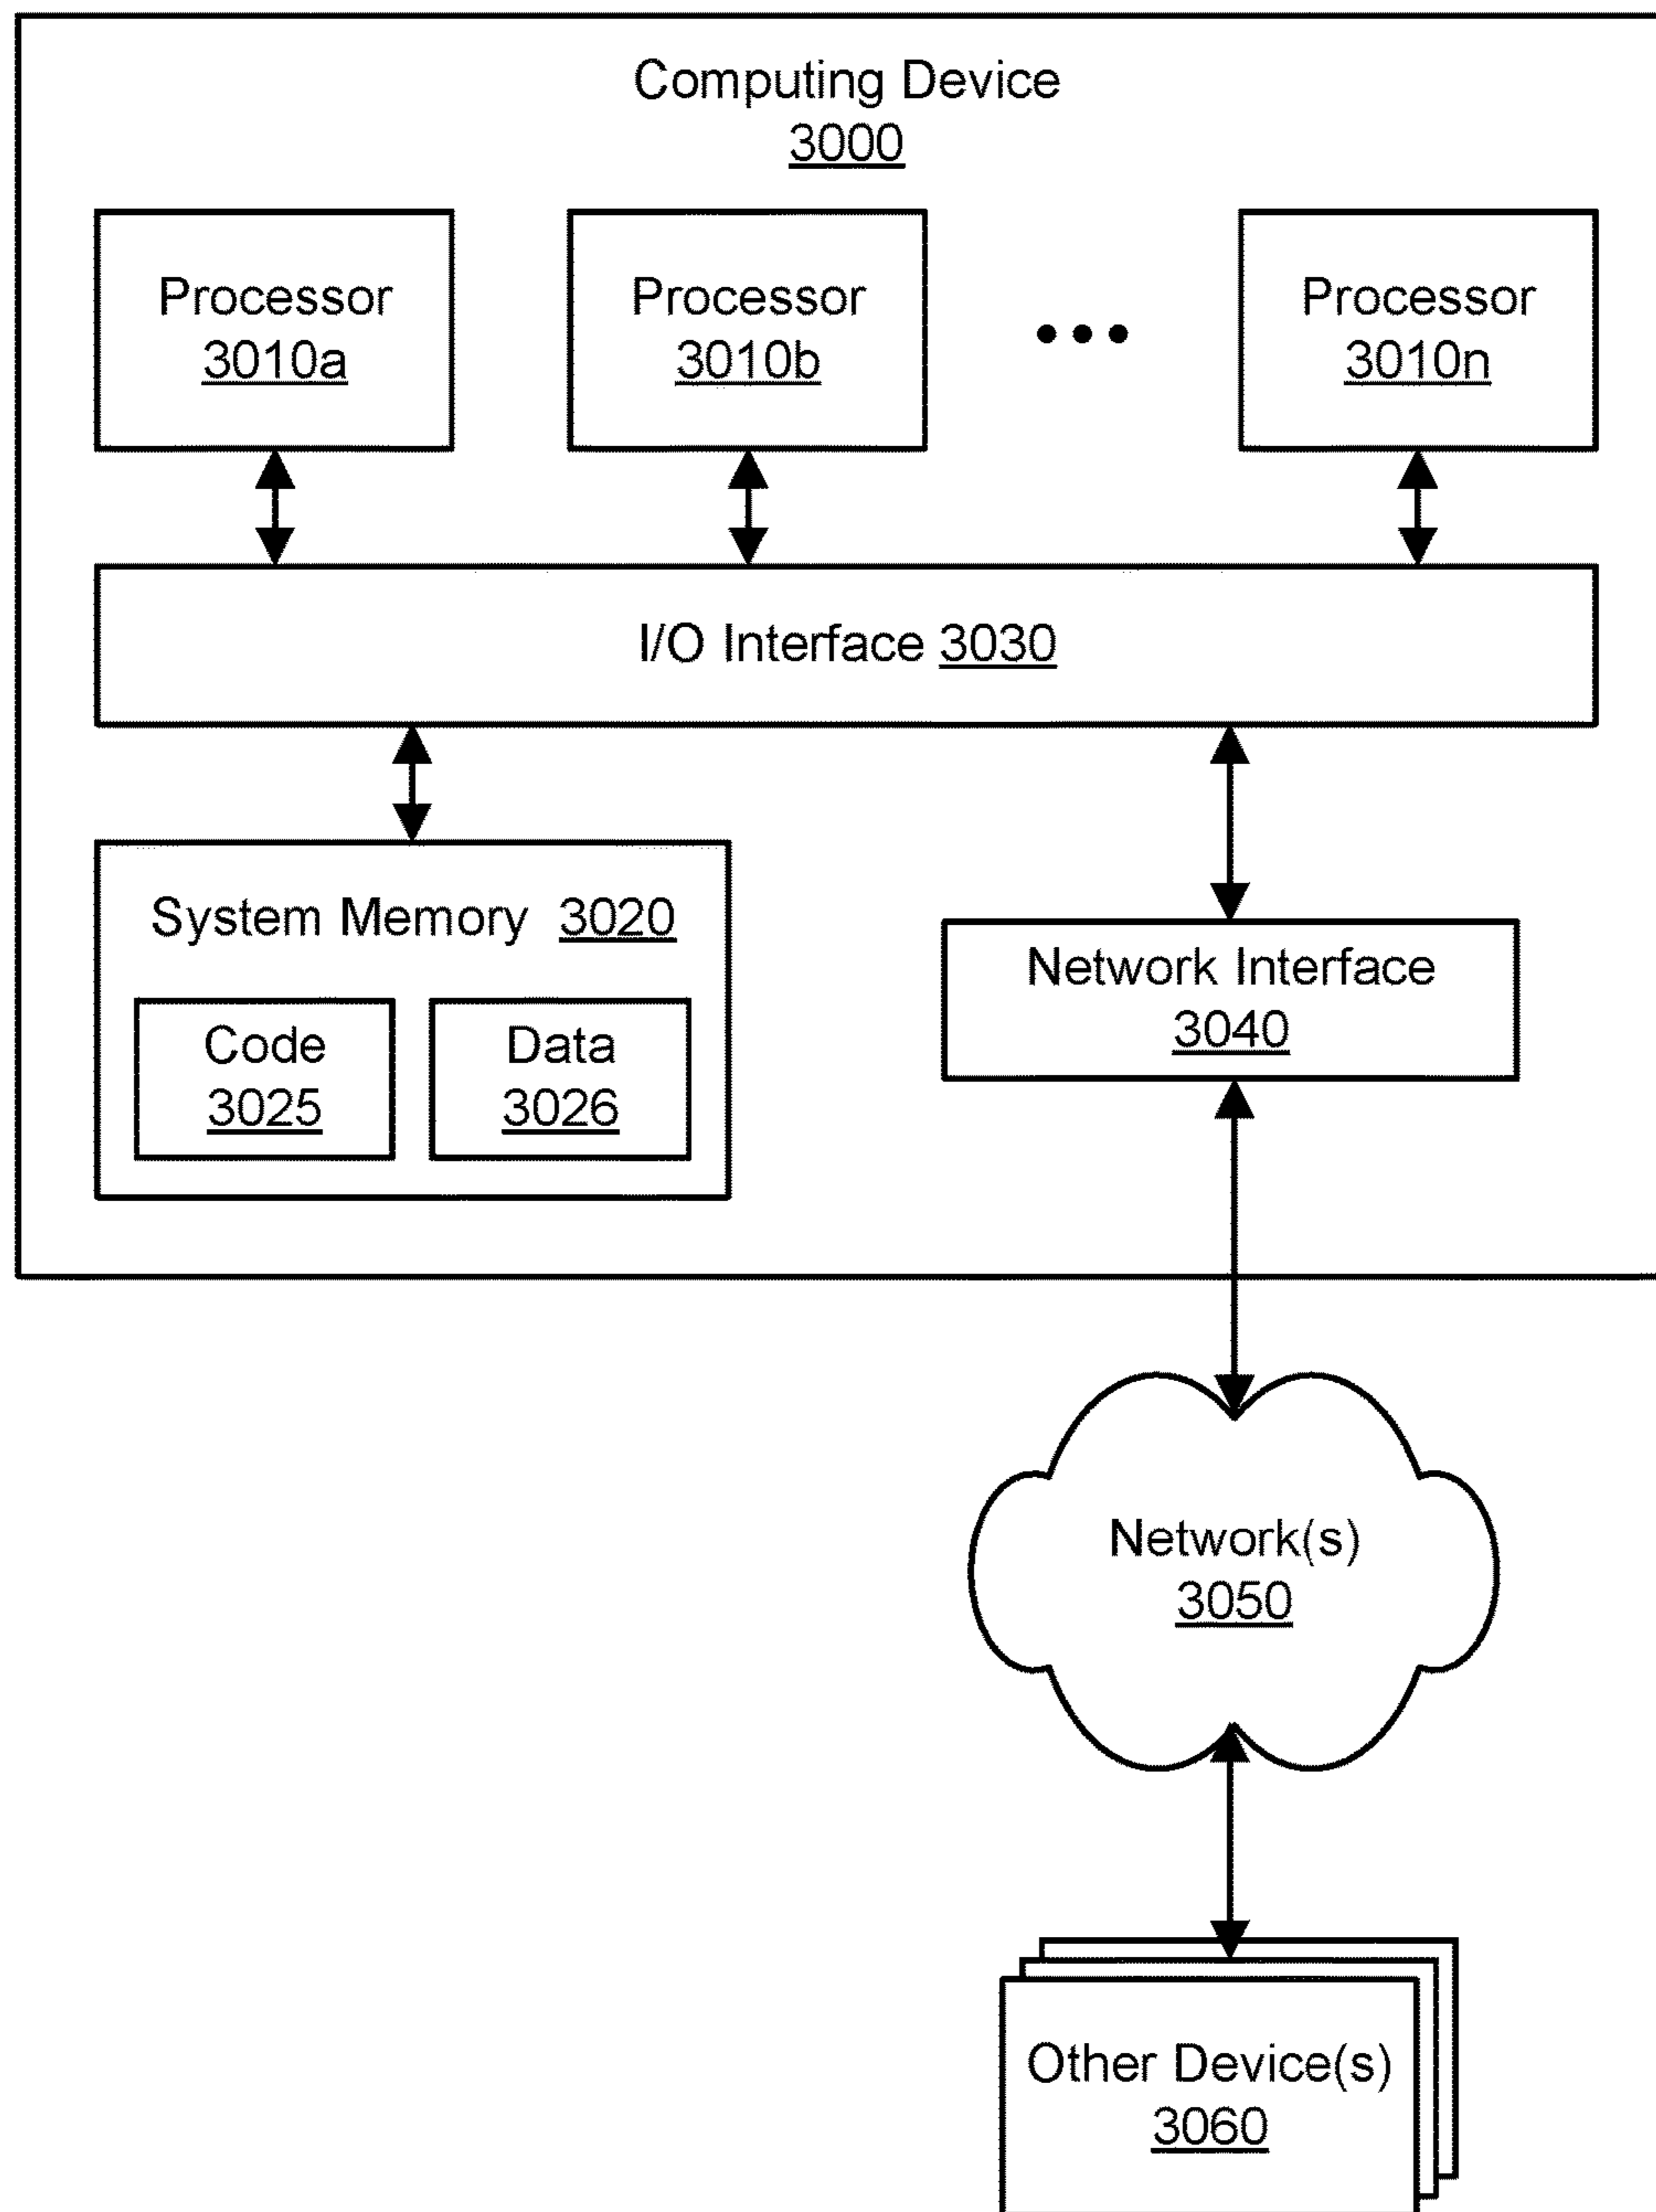 Computing Device
3000
Processor
3010a
Processor
3010b
Processor
3010n
I/O Interface 3030
System Memory 3020
Code
3025
Data
3026
Network Interface
3040
Network(s)
3050
Other Device(s)
3060